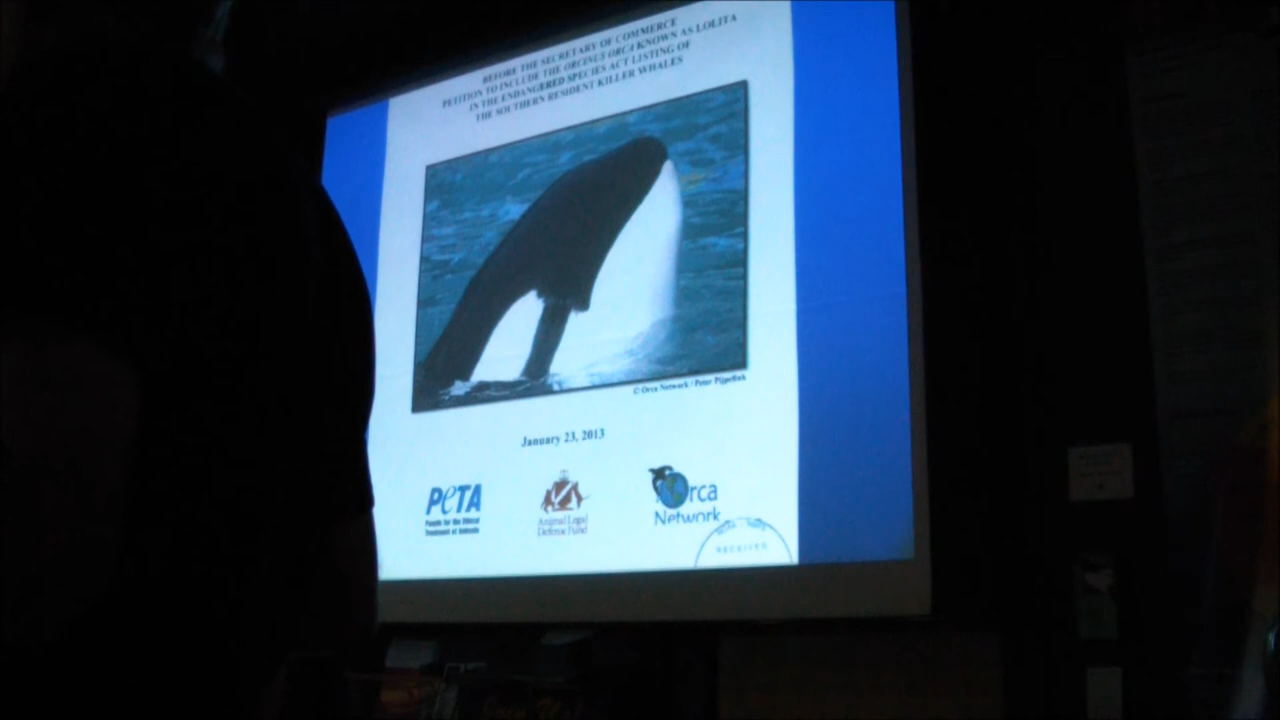 BEFORE THE SECRETARY OF COMMERCE
PETITION TO INCLUDE THE ORCINUS ORCA KNOWN AS LOLITA
IN THE ENDANGERED SPECIES ACT LISTING OF
THE SOUTHERN RESIDENT KILLER WHALES
© Orca Network / Peter Pijpelink
January 23, 2013
PETA
People for the Ethical
Treatment of Animals
Animal Legal
Defense Fund
Orca
Network
RECEIVED